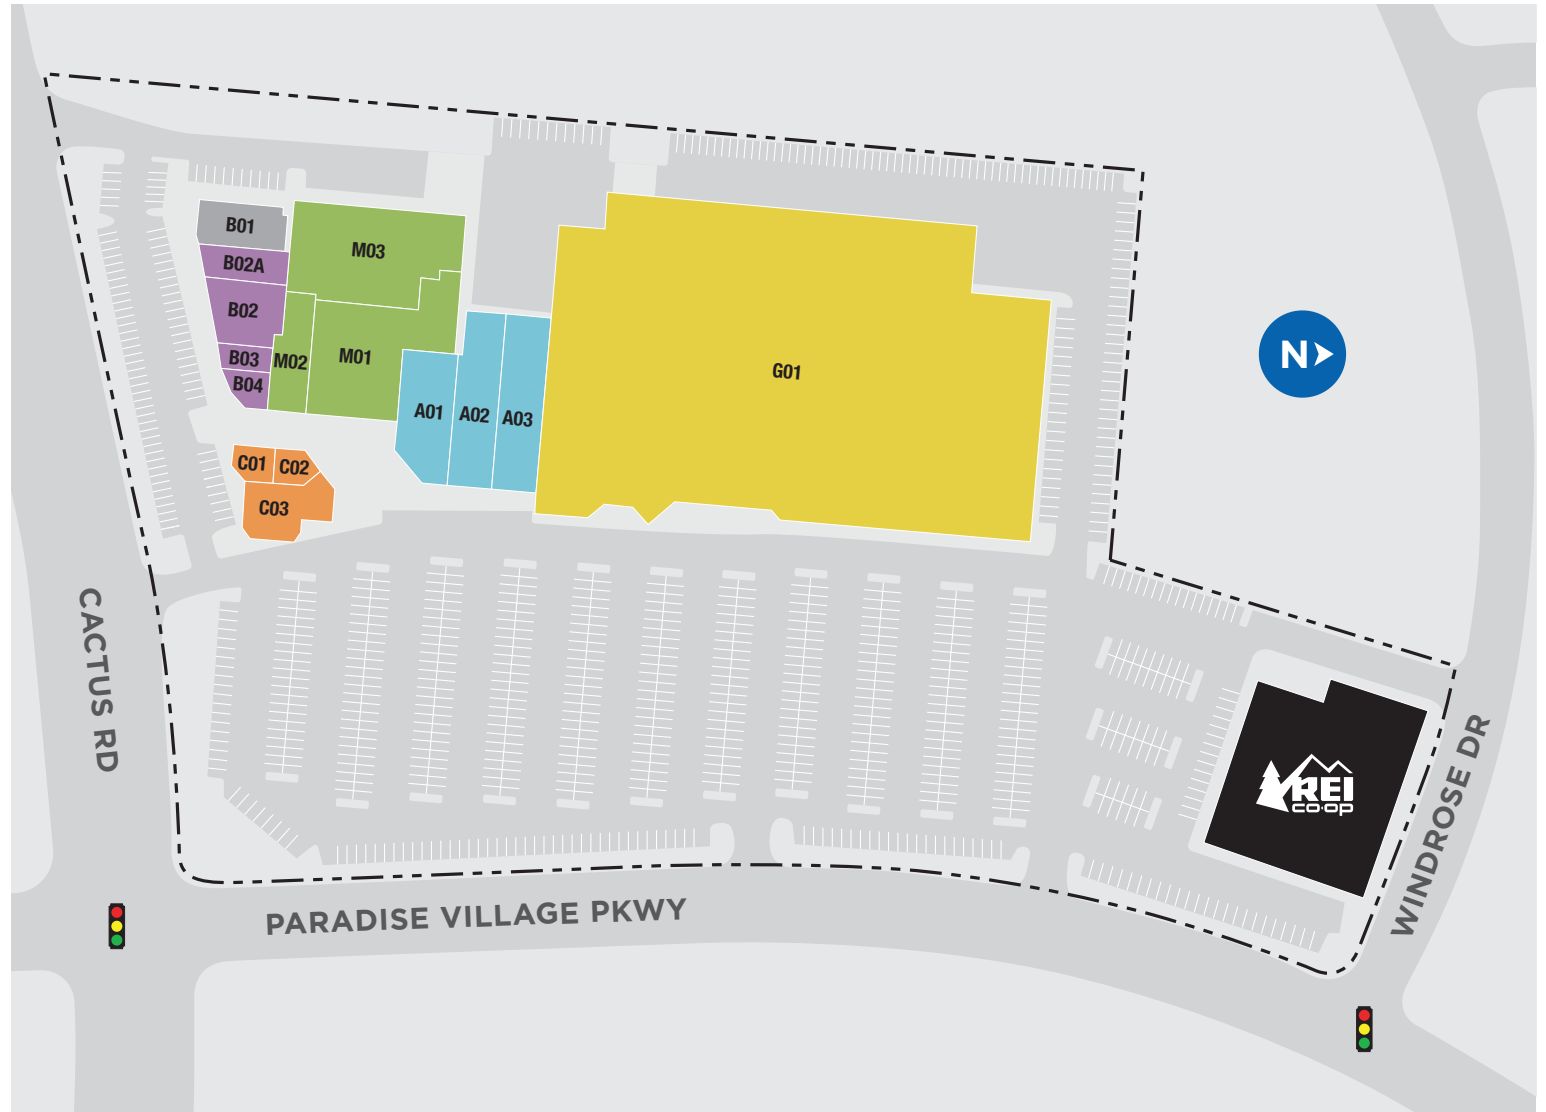 B01
B02A
B02
B03
B04
M03
M02
M01
A01
A02
A03
G01
C01
C02
C03
N
CACTUS RD
PARADISE VILLAGE PKWY
WINDROSE DR
REI
CO·OP